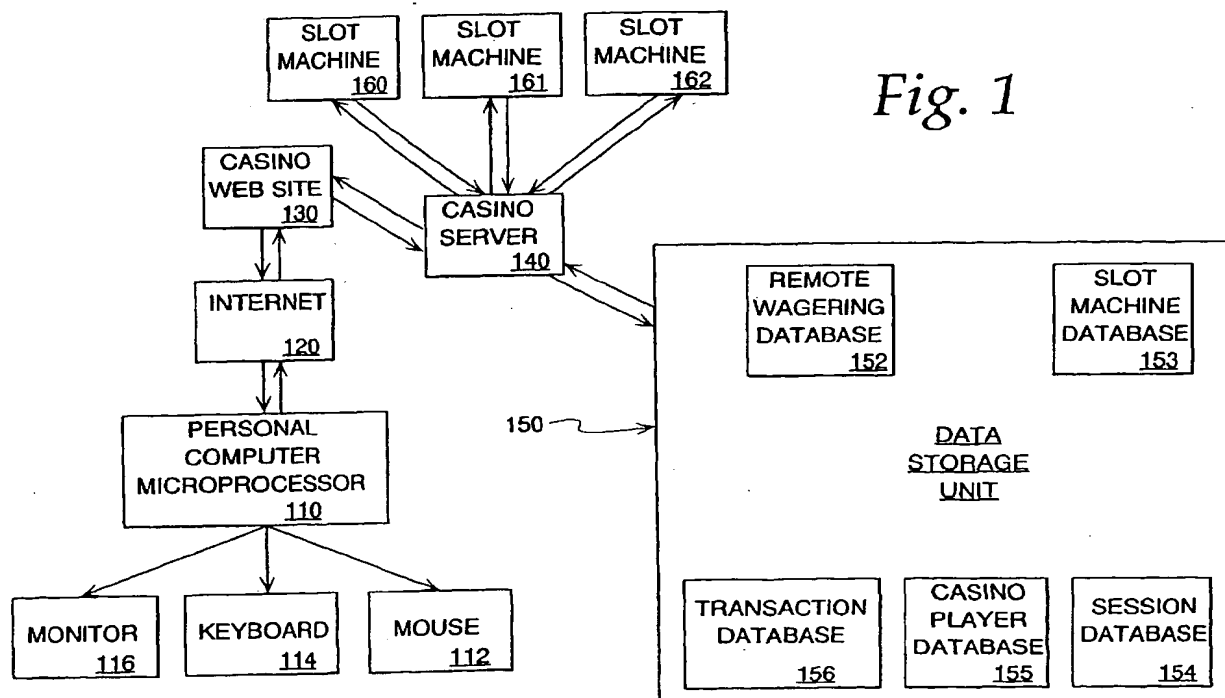 SLOT
MACHINE
160
SLOT
MACHINE
161
SLOT
MACHINE
162
Fig. 1
CASINO
WEB SITE
130
CASINO
SERVER
140
INTERNET
120
PERSONAL
COMPUTER
MICROPROCESSOR
110
MONITOR
116
KEYBOARD
114
MOUSE
112
150
REMOTE
WAGERING
DATABASE
152
SLOT
MACHINE
DATABASE
153
DATA
STORAGE
UNIT
TRANSACTION
DATABASE
156
CASINO
PLAYER
DATABASE
155
SESSION
DATABASE
154